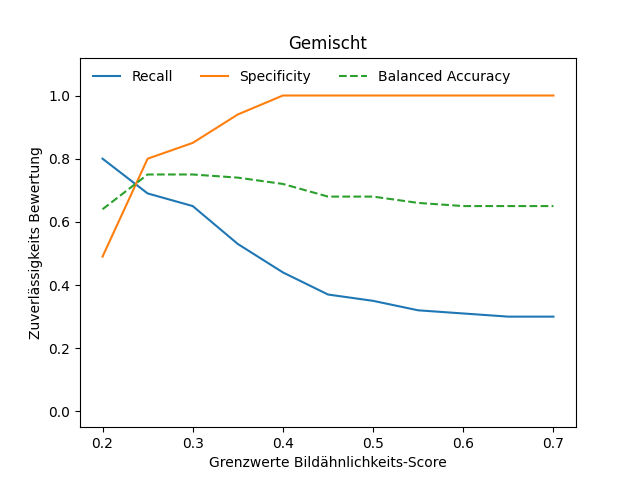 Gemischt
Recall Specificity Balanced Accuracy
Zuverlässigkeits Bewertung
1.0
0.8
0.6
0.4
0.2
0.0
0.2 0.3 0.4 0.5 0.6 0.7
Grenzwerte Bildähnlichkeits-Score